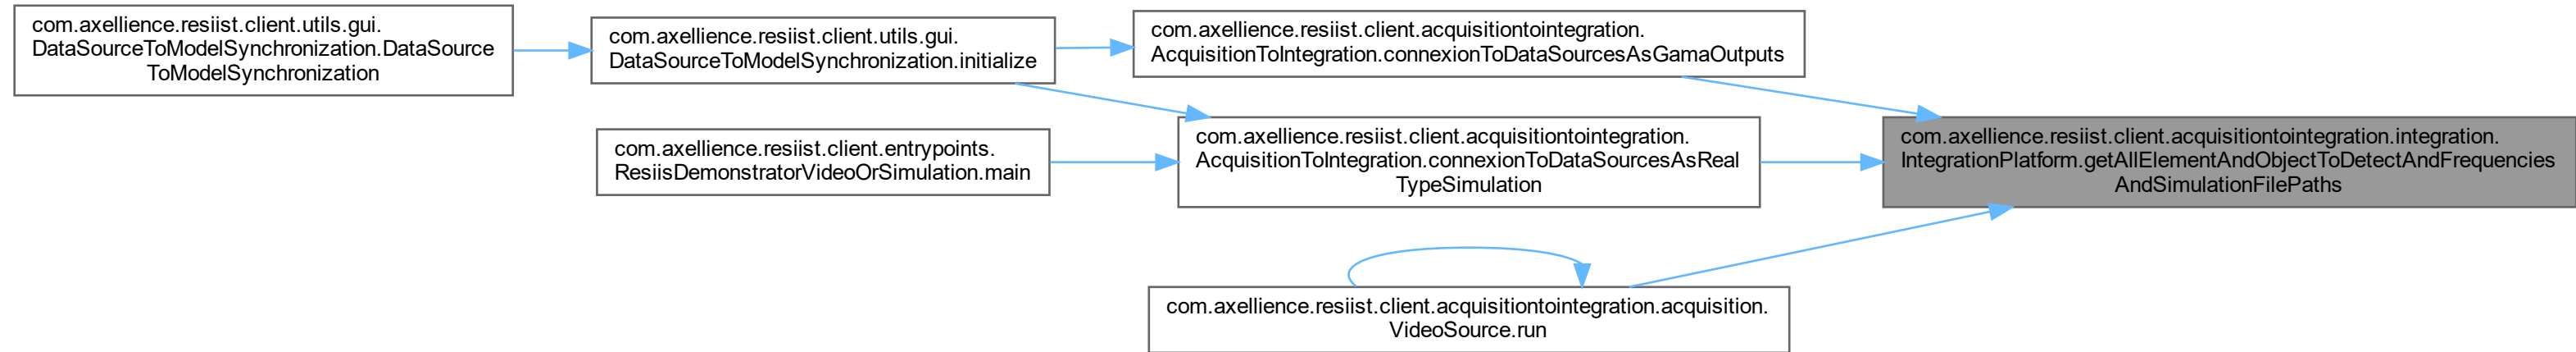 com.axellience.resiist.client.utils.gui.
DataSourceToModelSynchronization.DataSource
ToModelSynchronization
com.axellience.resiist.client.utils.gui.
DataSourceToModelSynchronization.initialize
com.axellience.resiist.client.acquisitiontointegration.
AcquisitionToIntegration.connexionToDataSourcesAsGamaOutputs
com.axellience.resiist.client.entrypoints.
ResiisDemonstratorVideoOrSimulation.main
com.axellience.resiist.client.acquisitiontointegration.
AcquisitionToIntegration.connexionToDataSourcesAsReal
TypeSimulation
com.axellience.resiist.client.acquisitiontointegration.integration.
IntegrationPlatform.getAllElementAndObjectToDetectAndFrequencies
AndSimulationFilePaths
com.axellience.resiist.client.acquisitiontointegration.acquisition.
VideoSource.run